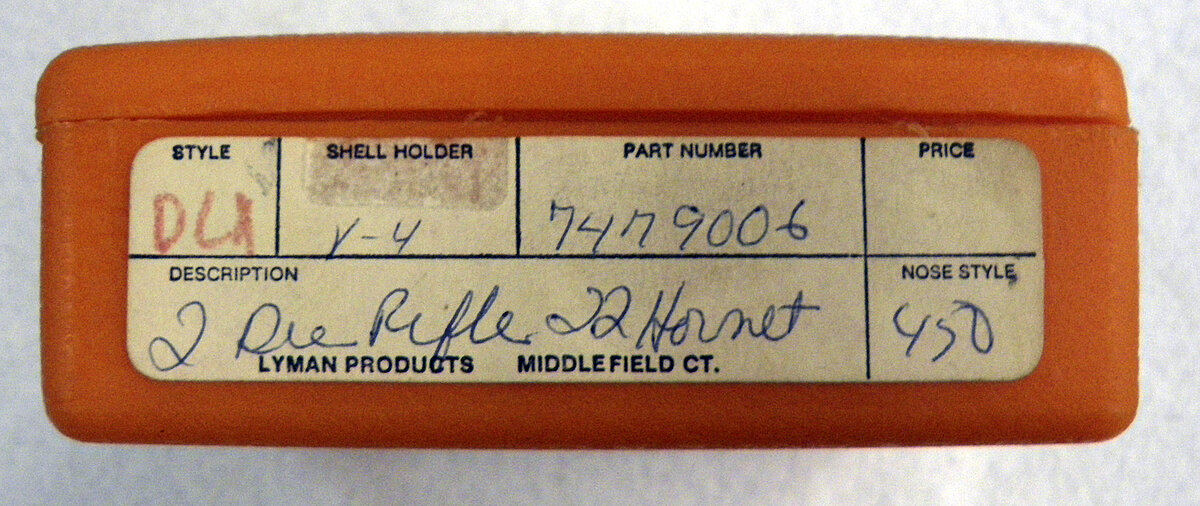 STYLE SHELL HOLDER PART NUMBER PRICE
DLA X-4 7479006
DESCRIPTION NOSE STYLE
2 Die Rifle 22 Hornet 450
LYMAN PRODUCTS MIDDLEFIELD CT.